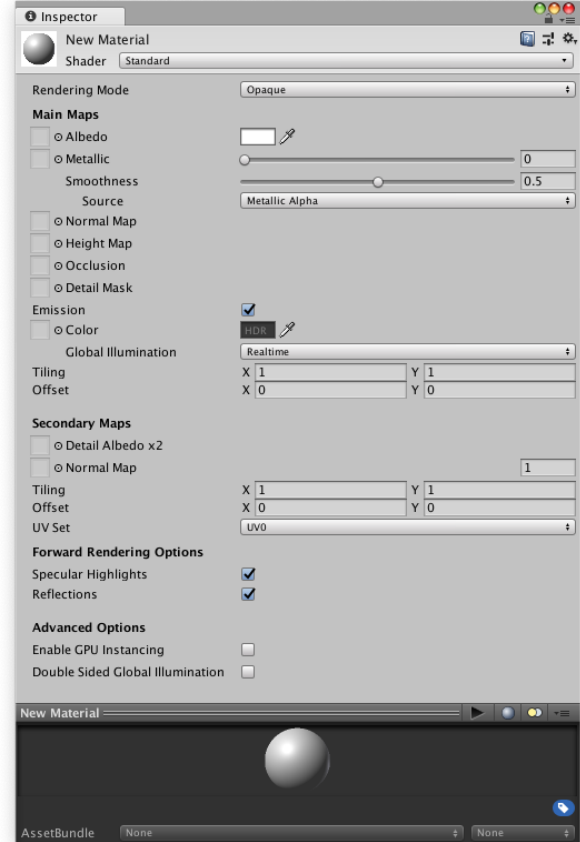 Inspector
New Material
Shader Standard
Rendering Mode Opaque
Main Maps
Albedo
Metallic 0
Smoothness 0.5
Source Metallic Alpha
Normal Map
Height Map
Occlusion
Detail Mask
Emission
Color HDR
Global Illumination Realtime
Tiling X 1 Y 1
Offset X 0 Y 0
Secondary Maps
Detail Albedo x2
Normal Map 1
Tiling X 1 Y 1
Offset X 0 Y 0
UV Set UV0
Forward Rendering Options
Specular Highlights
Reflections
Advanced Options
Enable GPU Instancing
Double Sided Global Illumination
New Material
AssetBundle None None